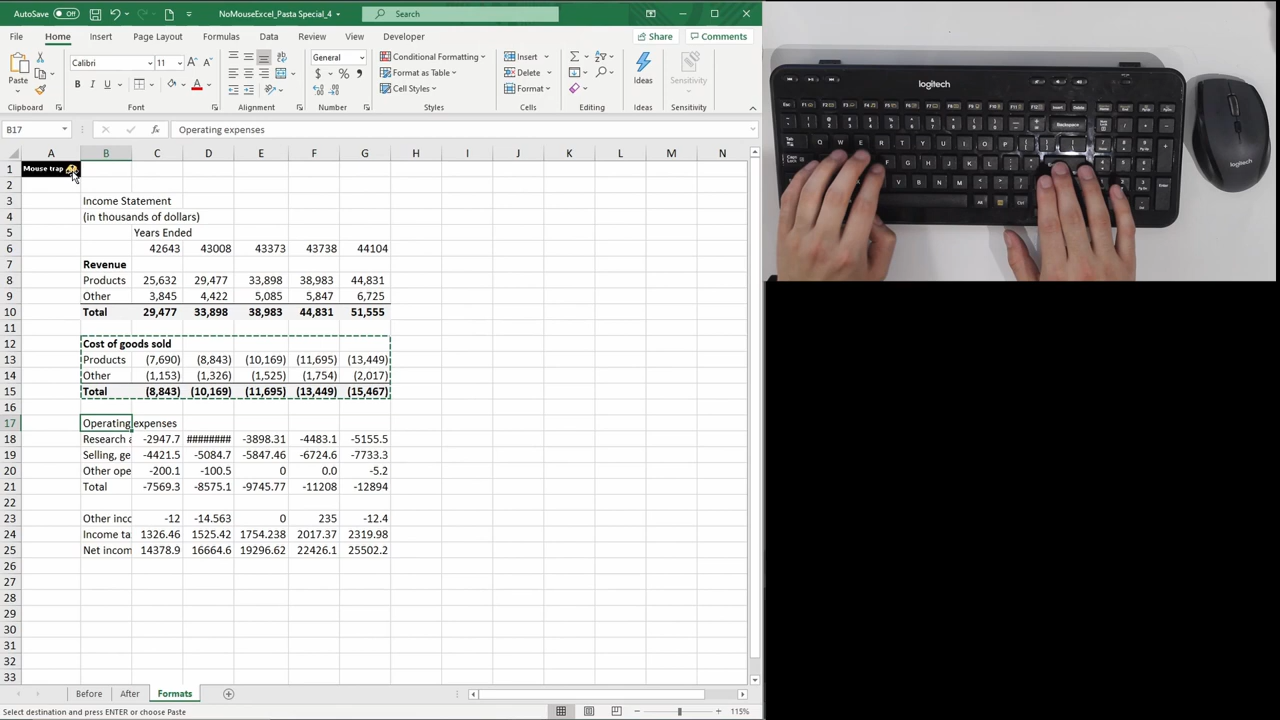 AutoSave Off NoMouseExcel_Pasta Special_4 Search
File Home Insert Page Layout Formulas Data Review View Developer Share Comments
Paste Calibri 11 General Conditional Formatting Insert Ideas Sensitivity
B I U $ % Format as Table Delete
Cell Styles Format
Clipboard Font Alignment Number Styles Cells Editing Ideas Sensitivity
B17 fx Operating expenses
A B C D E F G H I J K L M N
1 Mouse trap
2
3 Income Statement
4 (in thousands of dollars)
5 Years Ended
6 42643 43008 43373 43738 44104
7 Revenue
8 Products 25,632 29,477 33,898 38,983 44,831
9 Other 3,845 4,422 5,085 5,847 6,725
10 Total 29,477 33,898 38,983 44,831 51,555
11
12 Cost of goods sold
13 Products (7,690) (8,843) (10,169) (11,695) (13,449)
14 Other (1,153) (1,326) (1,525) (1,754) (2,017)
15 Total (8,843) (10,169) (11,695) (13,449) (15,467)
16
17 Operating expenses
18 Research a -2947.7 ######## -3898.31 -4483.1 -5155.5
19 Selling, ge -4421.5 -5084.7 -5847.46 -6724.6 -7733.3
20 Other ope -200.1 -100.5 0 0.0 -5.2
21 Total -7569.3 -8575.1 -9745.77 -11208 -12894
22
23 Other inco -12 -14.563 0 235 -12.4
24 Income ta 1326.46 1525.42 1754.238 2017.37 2319.98
25 Net incom 14378.9 16664.6 19296.62 22426.1 25502.2
26
27
28
29
30
31
32
33
Before After Formats
Select destination and press ENTER or choose Paste 115%
logitech
logitech